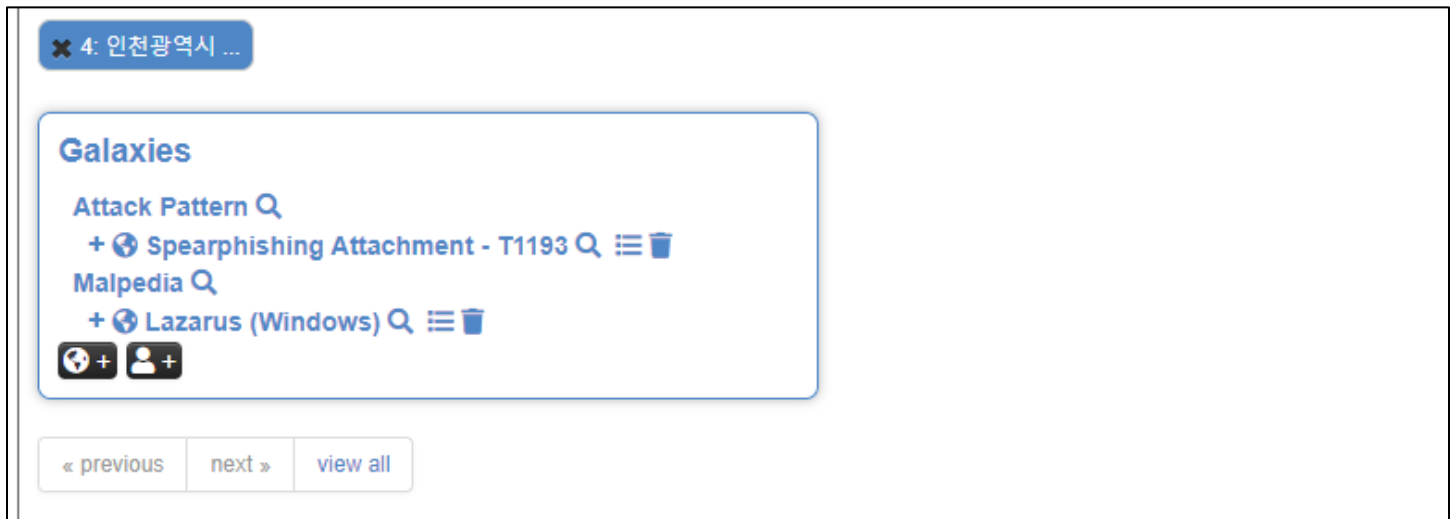 ✖ 4: 인천광역시 ...
Galaxies
Attack Pattern
+ Spearphishing Attachment - T1193
Malpedia
+ Lazarus (Windows)
+ +
« previous next » view all